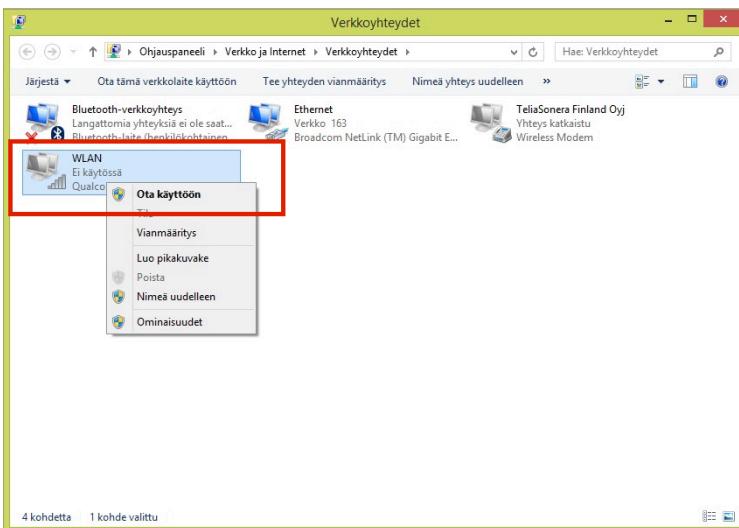 Verkkoyhteydet
Ohjauspaneeli ▸ Verkko ja Internet ▸ Verkkoyhteydet ▸
Hae: Verkkoyhteydet
Järjestä Ota tämä verkkolaite käyttöön Tee yhteyden vianmääritys Nimeä yhteys uudelleen »
Bluetooth-verkkoyhteys
Langattomia yhteyksiä ei ole saat...
Bluetooth-laite (henkilökohtainen
Ethernet
Verkko 163
Broadcom NetLink (TM) Gigabit E...
TeliaSonera Finland Oyj
Yhteys katkaistu
Wireless Modem
WLAN
Ei käytössä
Qualco
Ota käyttöön
Tila
Vianmääritys
Luo pikakuvake
Poista
Nimeä uudelleen
Ominaisuudet
4 kohdetta 1 kohde valittu